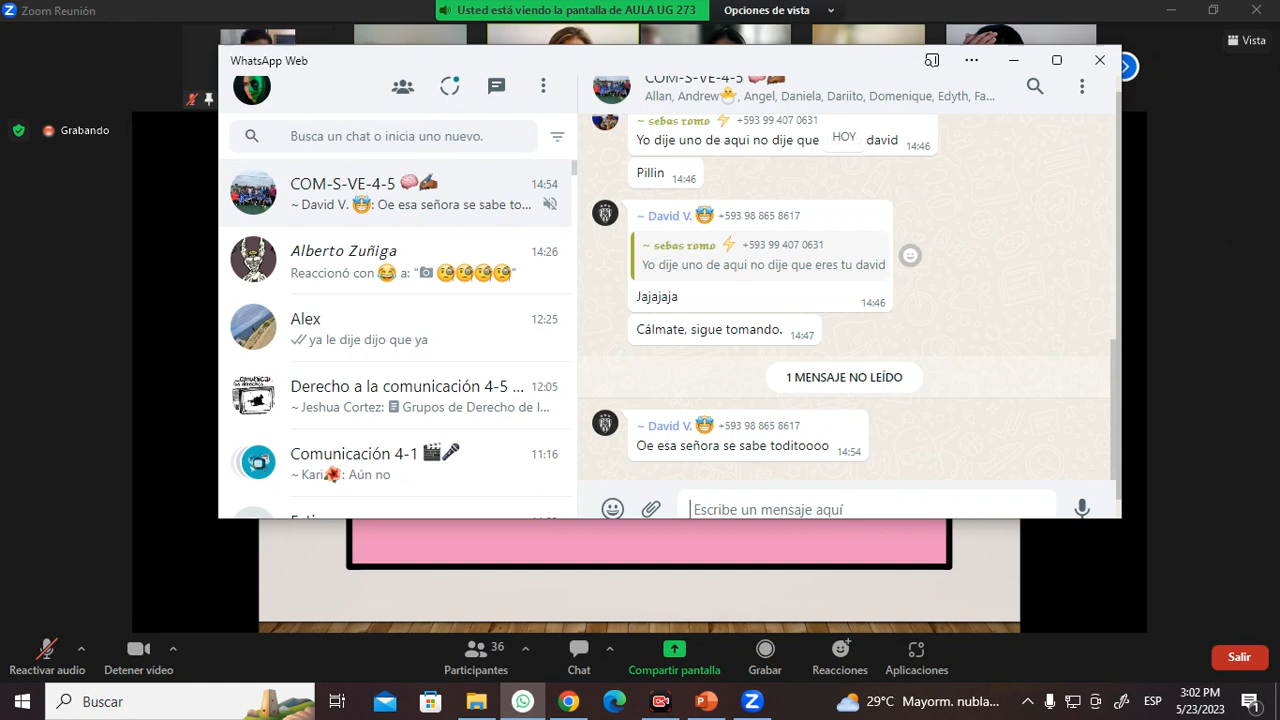 Zoom Reunión
Usted está viendo la pantalla de AULA UG 273
Opciones de vista
Vista
Grabando
WhatsApp Web
Busca un chat o inicia uno nuevo.
COM-S-VE-4-5 🧠✍🏾
14:54
~ David V. 🤩: Oe esa señora se sabe to...
Alberto Zuñiga
14:26
Reaccionó con 😂 a: "📷 🧐🧐🧐🧐"
Alex
12:25
ya le dije dijo que ya
Derecho a la comunicación 4-5 ...
12:05
~ Jeshua Cortez: Grupos de Derecho de l...
Comunicación 4-1 🎬🎤
11:16
~ Kari🌺: Aún no
COM-S-VE-4-5 🧠✍🏾
Allan, Andrew🐣, Angel, Daniela, Dariito, Domenique, Edyth, Fa...
~ sebas romo ⚡ +593 99 407 0631
HOY
Yo dije uno de aqui no dije que david 14:46
Pillin 14:46
~ David V. 🤩 +593 98 865 8617
~ sebas romo ⚡ +593 99 407 0631
Yo dije uno de aqui no dije que eres tu david
Jajajaja 14:46
Cálmate, sigue tomando. 14:47
1 MENSAJE NO LEÍDO
~ David V. 🤩 +593 98 865 8617
Oe esa señora se sabe toditoooo 14:54
Escribe un mensaje aquí
Reactivar audio
Detener vídeo
36
Participantes
Chat
Compartir pantalla
Grabar
Reacciones
Aplicaciones
Salir
Buscar
29°C Mayorm. nubla...
ESP
3:02 PM
5/23/2023
1